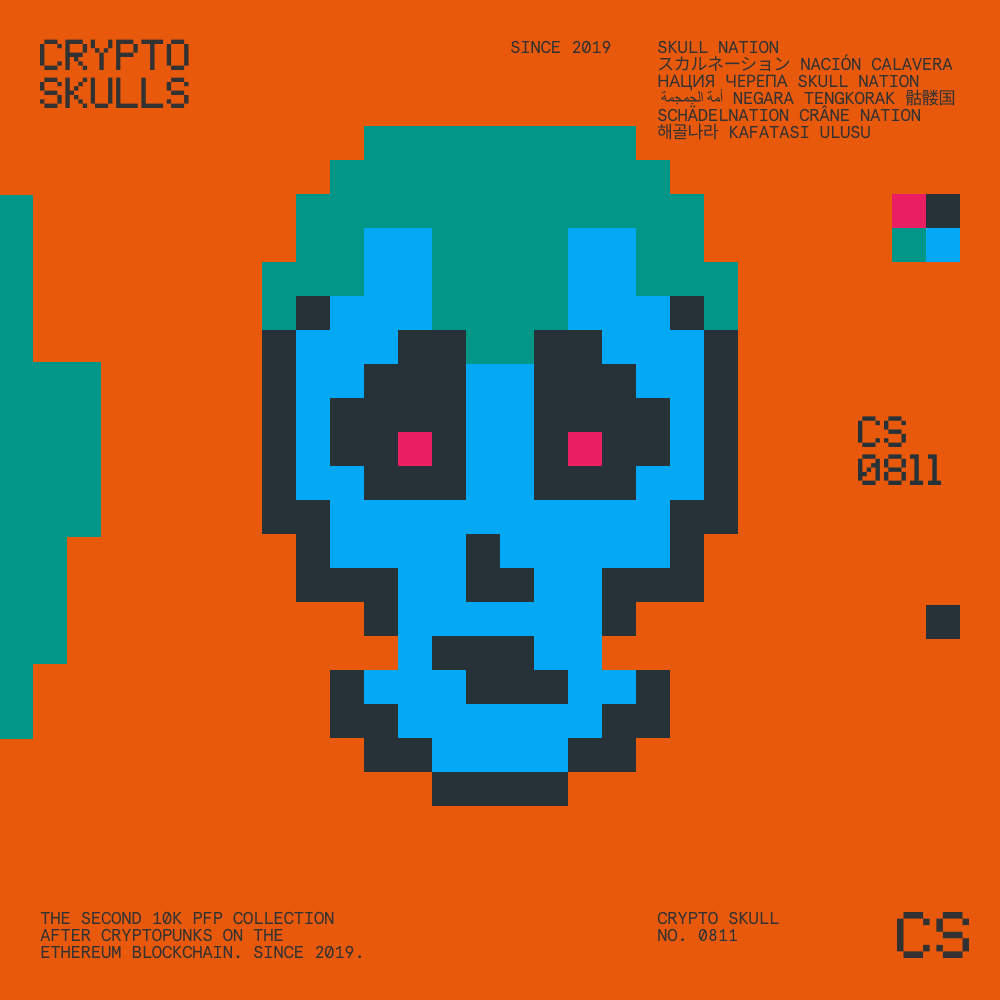 CRYPTO
SKULLS
SINCE 2019
SKULL NATION
スカルネーション NACIÓN CALAVERA
НАЦИЯ ЧЕРЕПА SKULL NATION
أمة الجمجمة NEGARA TENGKORAK 骷髅国
SCHÄDELNATION CRÂNE NATION
해골나라 KAFATASI ULUSU
CS
0811
THE SECOND 10K PFP COLLECTION
AFTER CRYPTOPUNKS ON THE
ETHEREUM BLOCKCHAIN. SINCE 2019.
CRYPTO SKULL
NO. 0811
CS